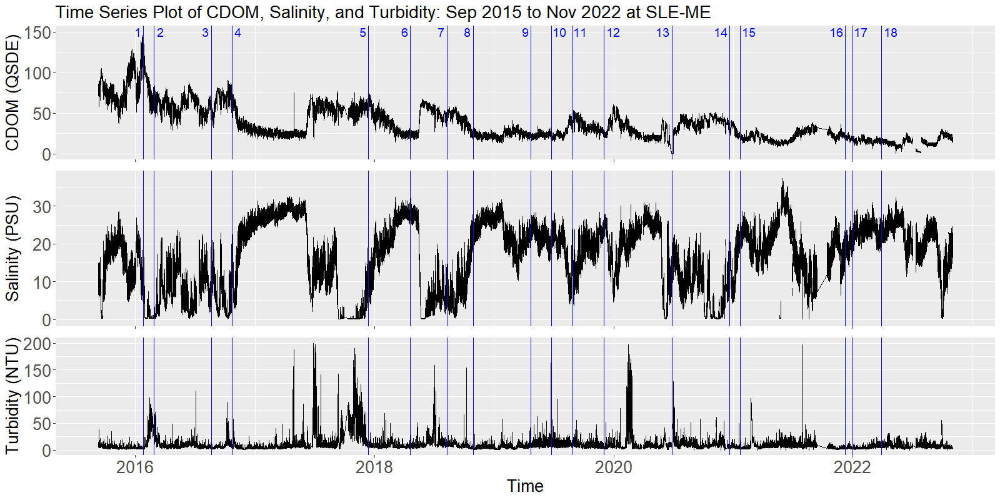 Time Series Plot of CDOM, Salinity, and Turbidity: Sep 2015 to Nov 2022 at SLE-ME
CDOM (QSDE)
150
100
50
0
1 2 3 4 5 6 7 8 9 10 11 12 13 14 15 16 17 18
Salinity (PSU)
30
20
10
0
Turbidity (NTU)
200
150
100
50
0
2016 2018 2020 2022
Time